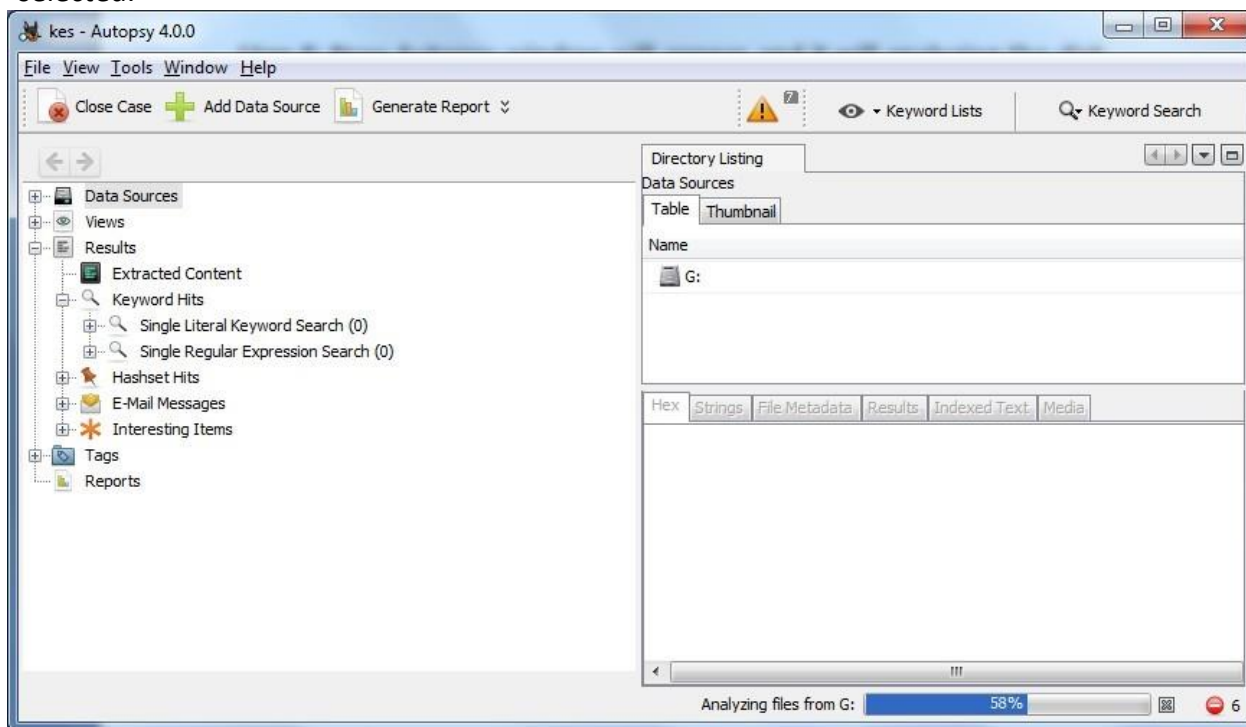 selected.
kes - Autopsy 4.0.0
File View Tools Window Help
Close Case Add Data Source Generate Report 7 Keyword Lists Keyword Search
Directory Listing
Data Sources
Table Thumbnail
Name
G:
Data Sources
Views
Results
Extracted Content
Keyword Hits
Single Literal Keyword Search (0)
Single Regular Expression Search (0)
Hashset Hits
E-Mail Messages
Interesting Items
Tags
Reports
Hex Strings File Metadata Results Indexed Text Media
Analyzing files from G: 58% 6